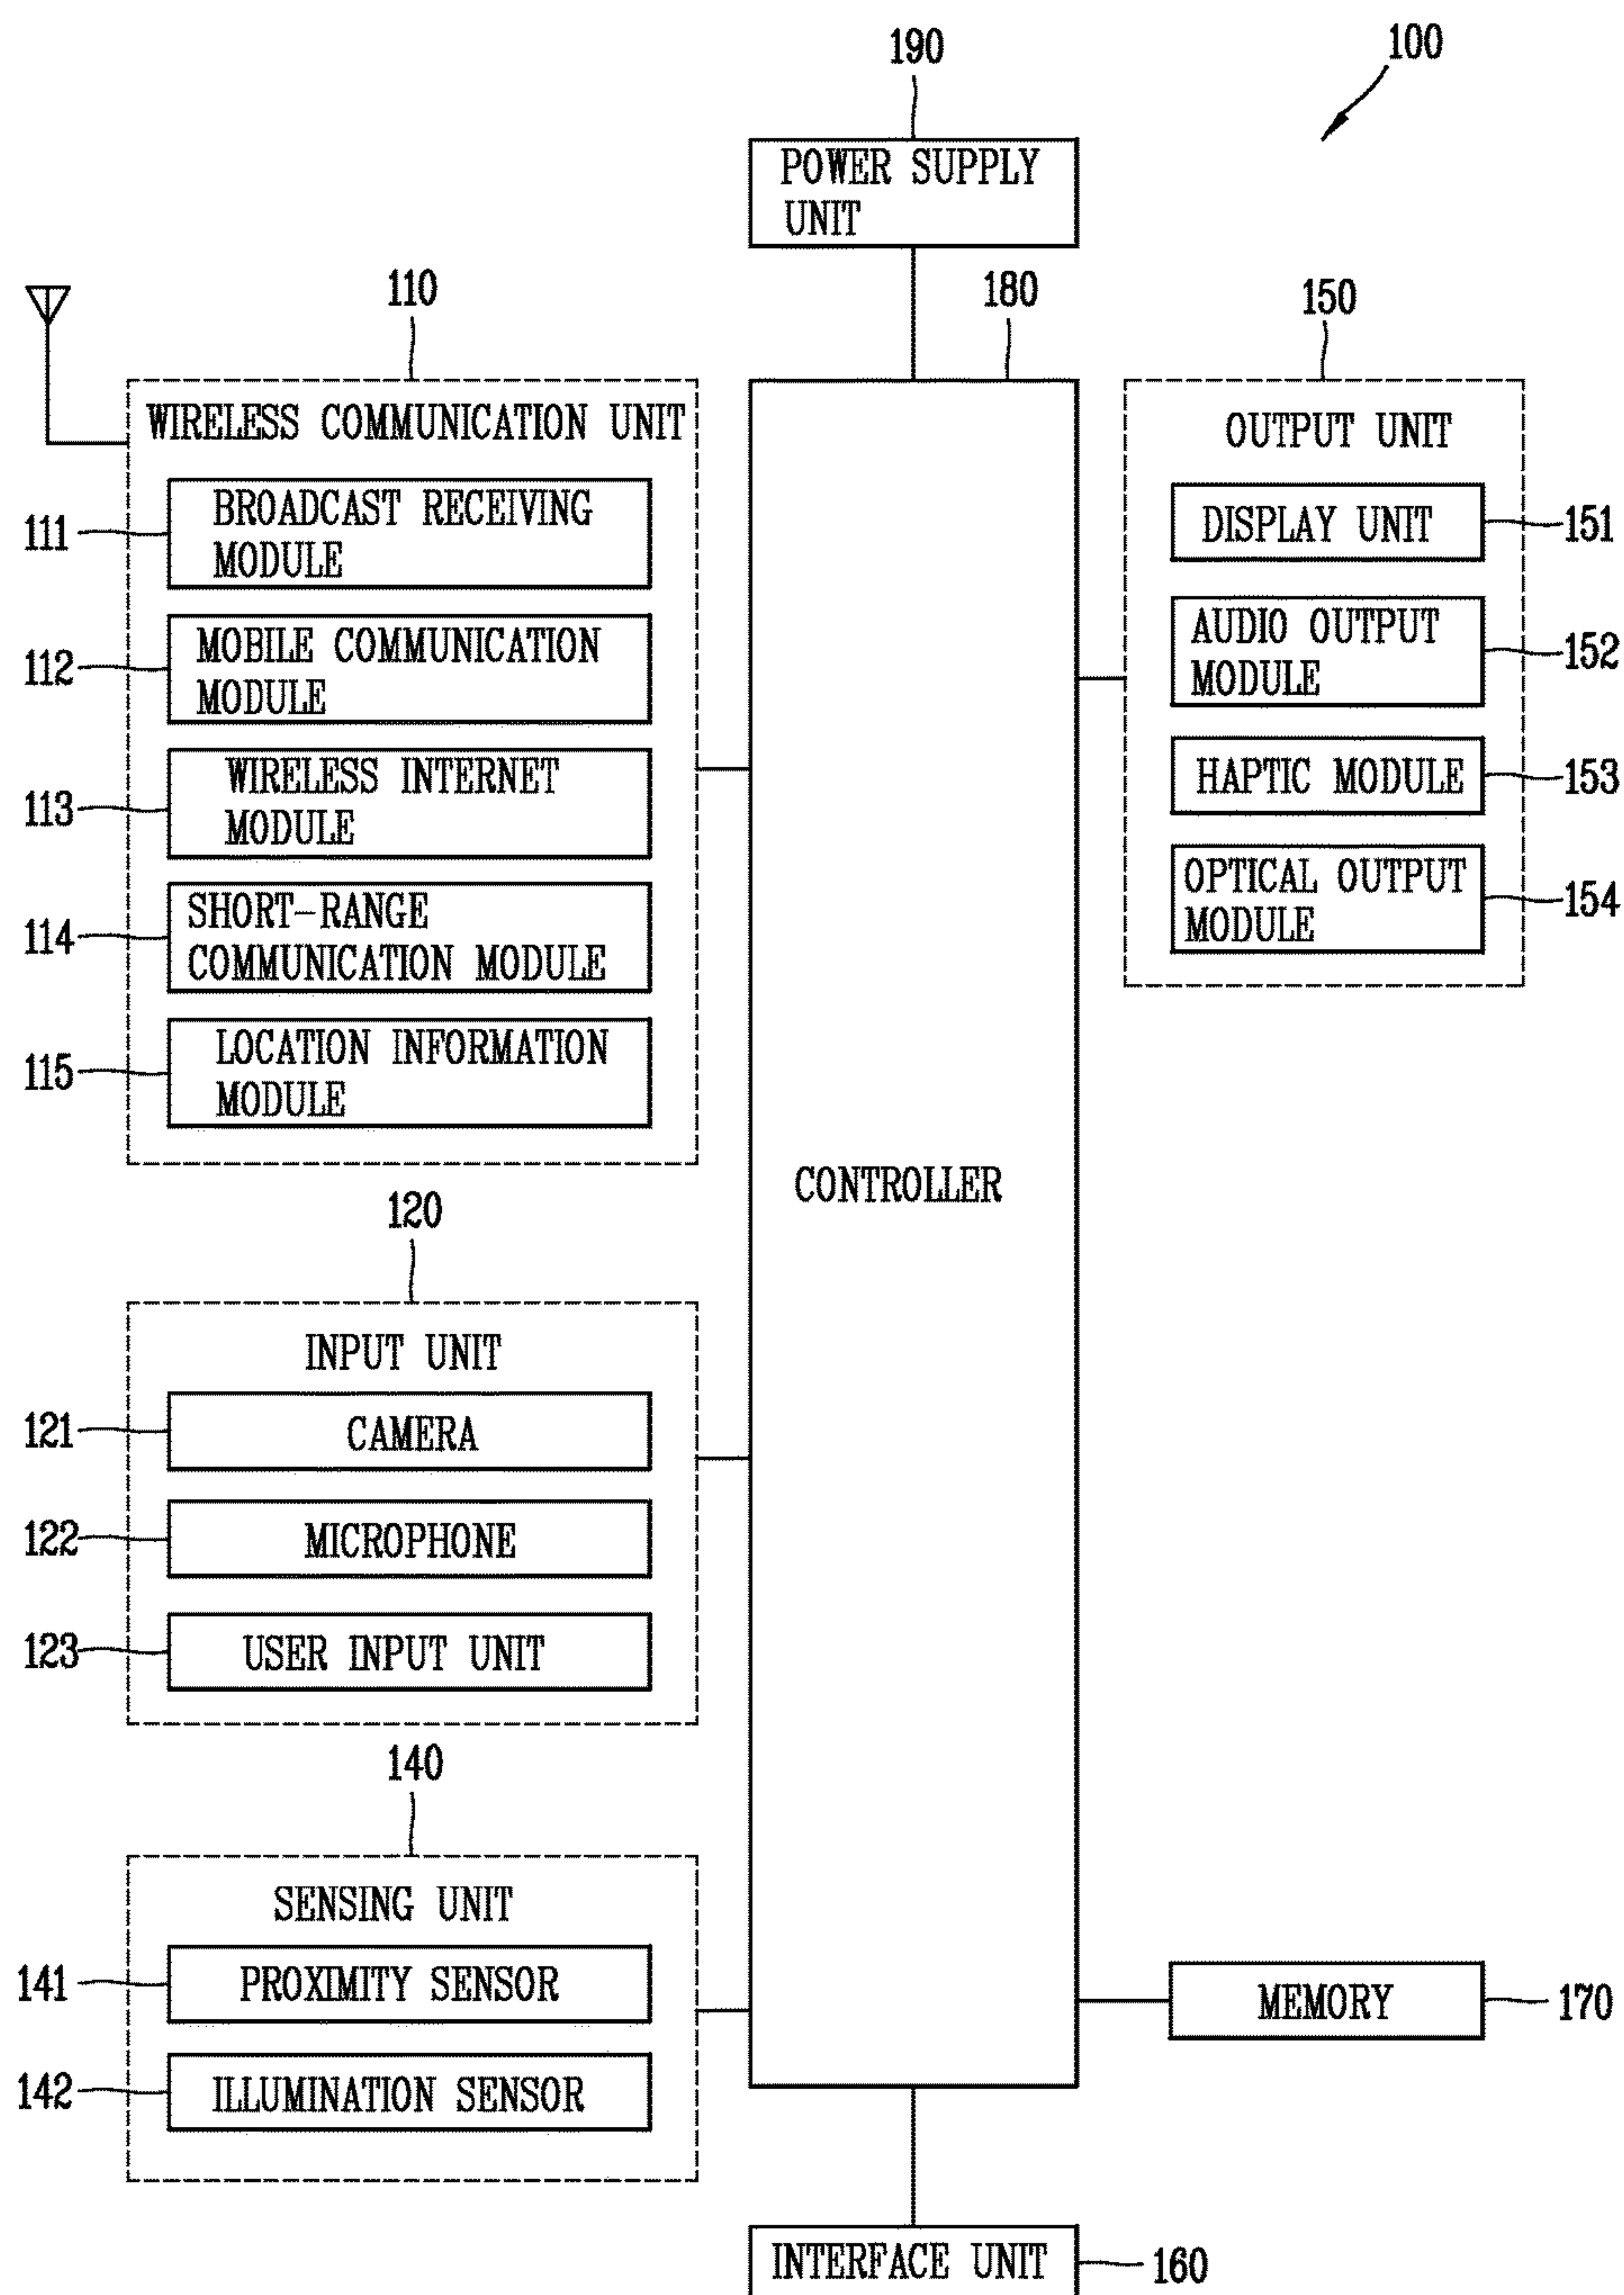 100
190
POWER SUPPLY
UNIT
110
180
150
WIRELESS COMMUNICATION UNIT
111
BROADCAST RECEIVING
MODULE
112
MOBILE COMMUNICATION
MODULE
113
WIRELESS INTERNET
MODULE
114
SHORT-RANGE
COMMUNICATION MODULE
115
LOCATION INFORMATION
MODULE
120
INPUT UNIT
121
CAMERA
122
MICROPHONE
123
USER INPUT UNIT
140
SENSING UNIT
141
PROXIMITY SENSOR
142
ILLUMINATION SENSOR
CONTROLLER
OUTPUT UNIT
DISPLAY UNIT
151
AUDIO OUTPUT
MODULE
152
HAPTIC MODULE
153
OPTICAL OUTPUT
MODULE
154
MEMORY
170
INTERFACE UNIT
160